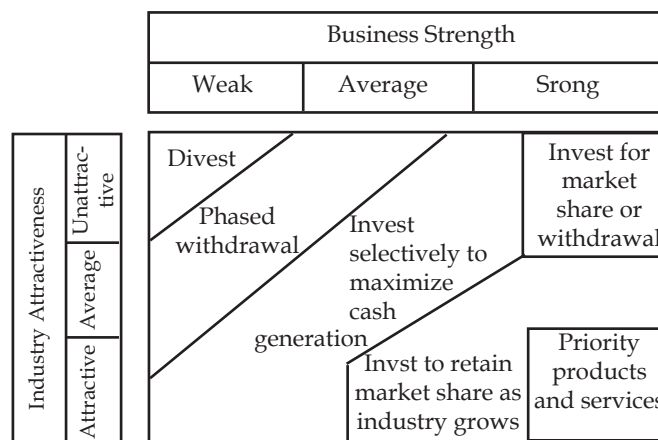 Business Strength
Weak
Average
Srong
Industry Attractiveness
Unattrac-
tive
Average
Attractive
Divest
Phased
withdrawal
Invest
selectively to
maximize
cash
generation
Invest for
market
share or
withdrawal
Invst to retain
market share as
industry grows
Priority
products
and services